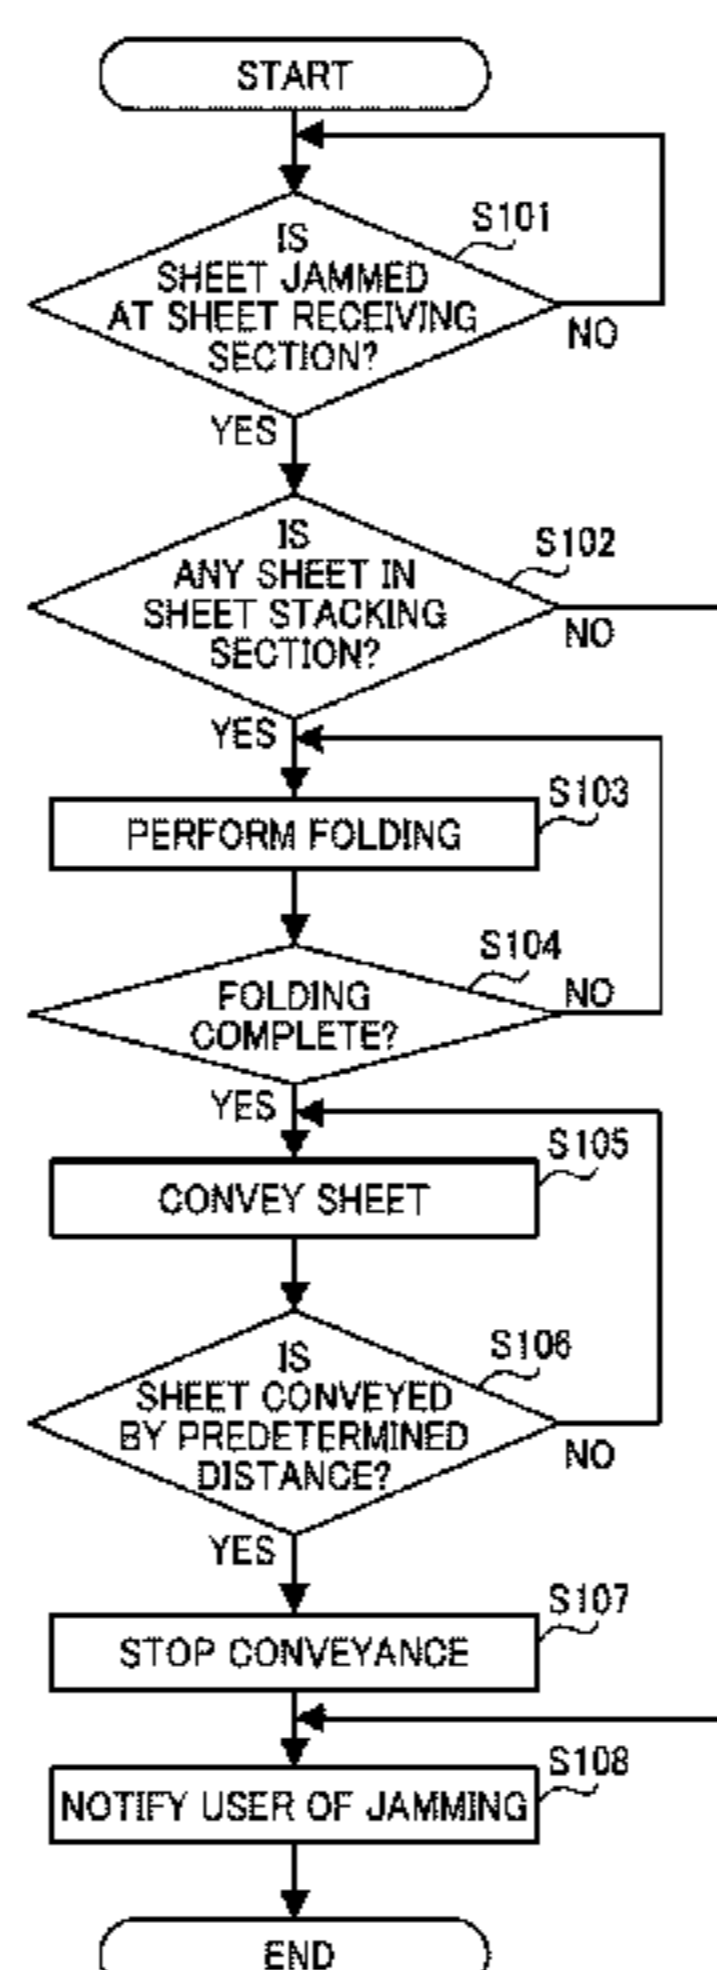 START
S101
IS
SHEET JAMMED
AT SHEET RECEIVING
SECTION?
NO
YES
S102
IS
ANY SHEET IN
SHEET STACKING
SECTION?
NO
YES
S103
PERFORM FOLDING
S104
FOLDING
COMPLETE?
NO
YES
S105
CONVEY SHEET
S106
IS
SHEET CONVEYED
BY PREDETERMINED
DISTANCE?
NO
YES
S107
STOP CONVEYANCE
S108
NOTIFY USER OF JAMMING
END